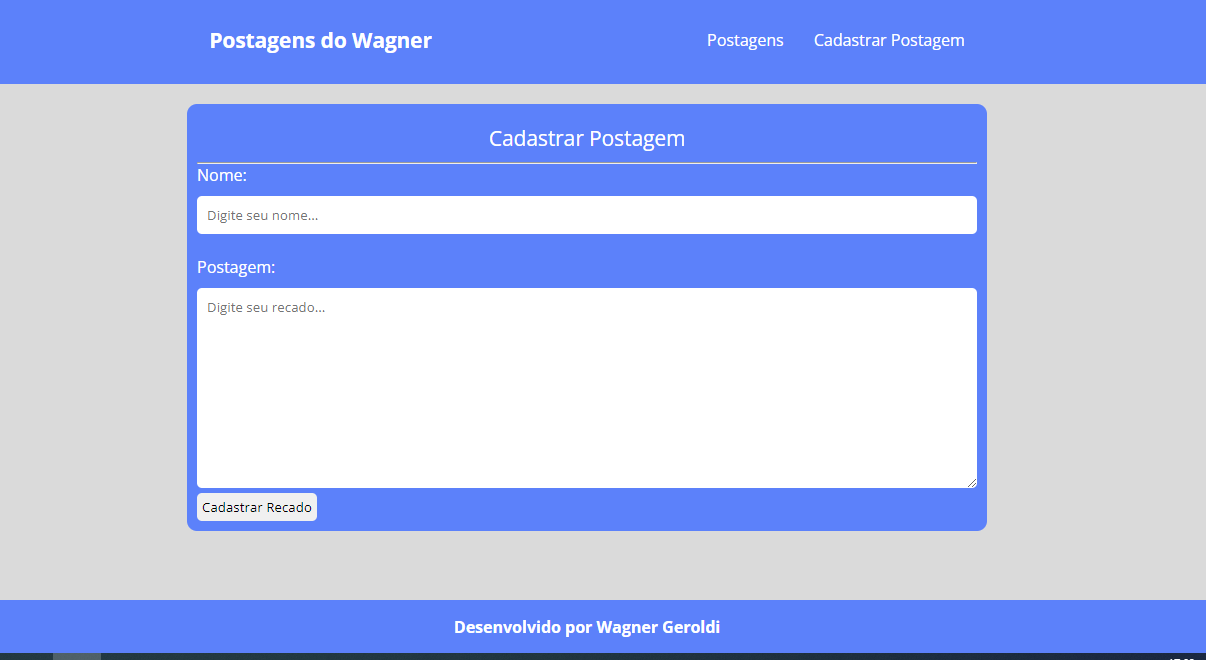 Postagens do Wagner
Postagens
Cadastrar Postagem
Cadastrar Postagem
Nome:
Digite seu nome...
Postagem:
Digite seu recado...
Cadastrar Recado
Desenvolvido por Wagner Geroldi